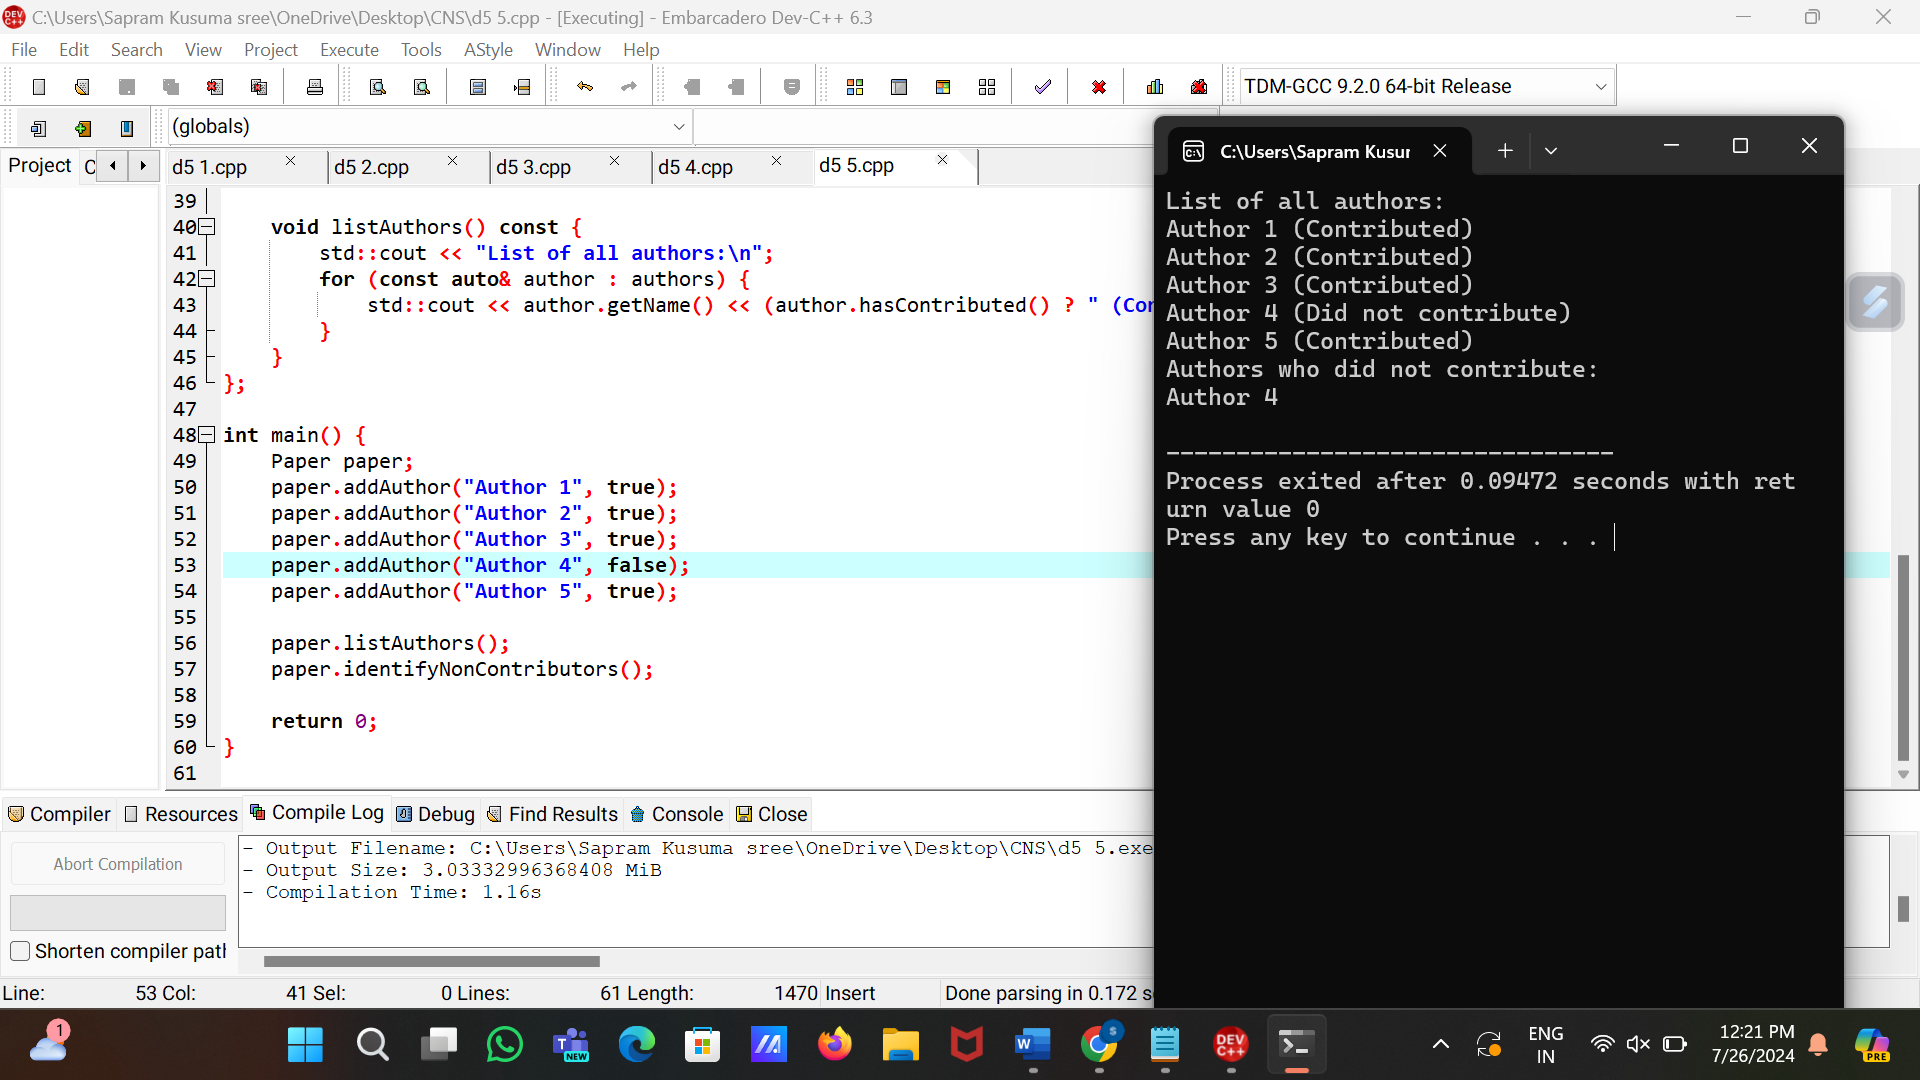 C:\Users\Sapram Kusuma sree\OneDrive\Desktop\CNS\d5 5.cpp - [Executing] - Embarcadero Dev-C++ 6.3
File Edit Search View Project Execute Tools AStyle Window Help
TDM-GCC 9.2.0 64-bit Release
(globals)
Project C
d5 1.cpp d5 2.cpp d5 3.cpp d5 4.cpp d5 5.cpp
39
40 void listAuthors() const {
41 std::cout << "List of all authors:\n";
42 for (const auto& author : authors) {
43 std::cout << author.getName() << (author.hasContributed() ? " (Con
44 }
45 }
46 };
47
48 int main() {
49 Paper paper;
50 paper.addAuthor("Author 1", true);
51 paper.addAuthor("Author 2", true);
52 paper.addAuthor("Author 3", true);
53 paper.addAuthor("Author 4", false);
54 paper.addAuthor("Author 5", true);
55
56 paper.listAuthors();
57 paper.identifyNonContributors();
58
59 return 0;
60 }
61
C:\Users\Sapram Kusur
List of all authors:
Author 1 (Contributed)
Author 2 (Contributed)
Author 3 (Contributed)
Author 4 (Did not contribute)
Author 5 (Contributed)
Authors who did not contribute:
Author 4
--------------------------------
Process exited after 0.09472 seconds with ret
urn value 0
Press any key to continue . . .
Compiler Resources Compile Log Debug Find Results Console Close
Abort Compilation
Shorten compiler path
- Output Filename: C:\Users\Sapram Kusuma sree\OneDrive\Desktop\CNS\d5 5.exe
- Output Size: 3.03332996368408 MiB
- Compilation Time: 1.16s
Line: 53 Col: 41 Sel: 0 Lines: 61 Length: 1470 Insert Done parsing in 0.172 s
1
NEW
DEV C++
ENG
IN
12:21 PM
7/26/2024
PRE